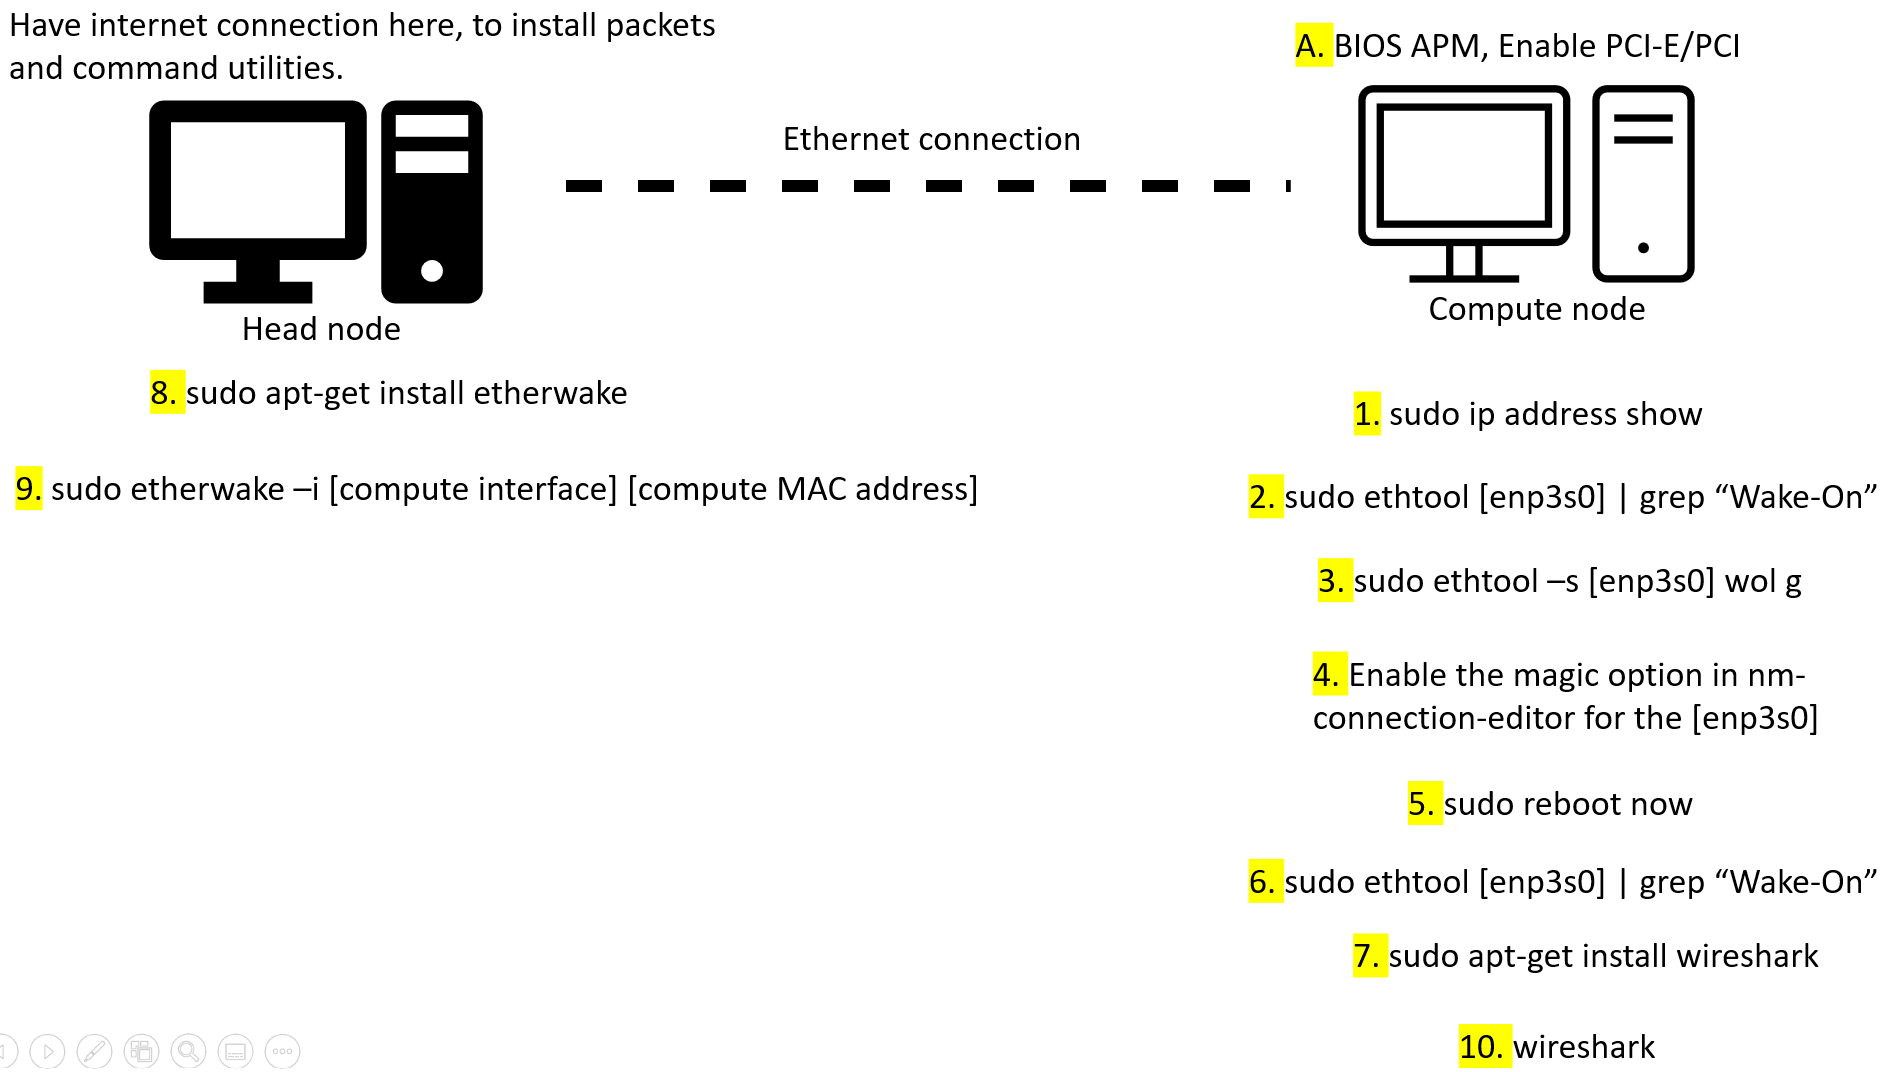 Have internet connection here, to install packets
and command utilities.
A. BIOS APM, Enable PCI-E/PCI
Ethernet connection
Head node
Compute node
8. sudo apt-get install etherwake
9. sudo etherwake –i [compute interface] [compute MAC address]
1. sudo ip address show
2. sudo ethtool [enp3s0] | grep “Wake-On”
3. sudo ethtool –s [enp3s0] wol g
4. Enable the magic option in nm-
connection-editor for the [enp3s0]
5. sudo reboot now
6. sudo ethtool [enp3s0] | grep “Wake-On”
7. sudo apt-get install wireshark
10. wireshark